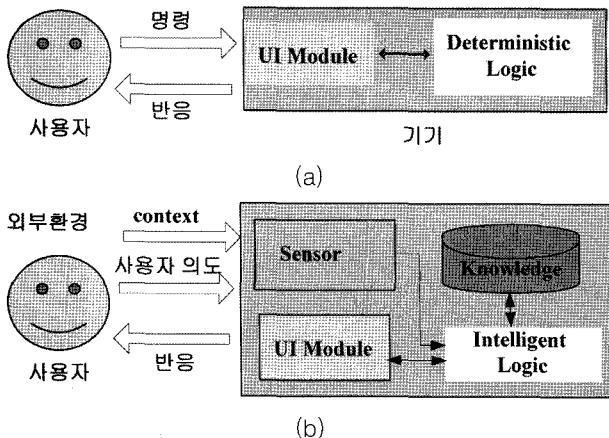 명령
UI Module
Deterministic
Logic
반응
사용자
기기
(a)
외부환경
context
사용자 의도
Sensor
Knowledge
UI Module
Intelligent
Logic
반응
사용자
(b)